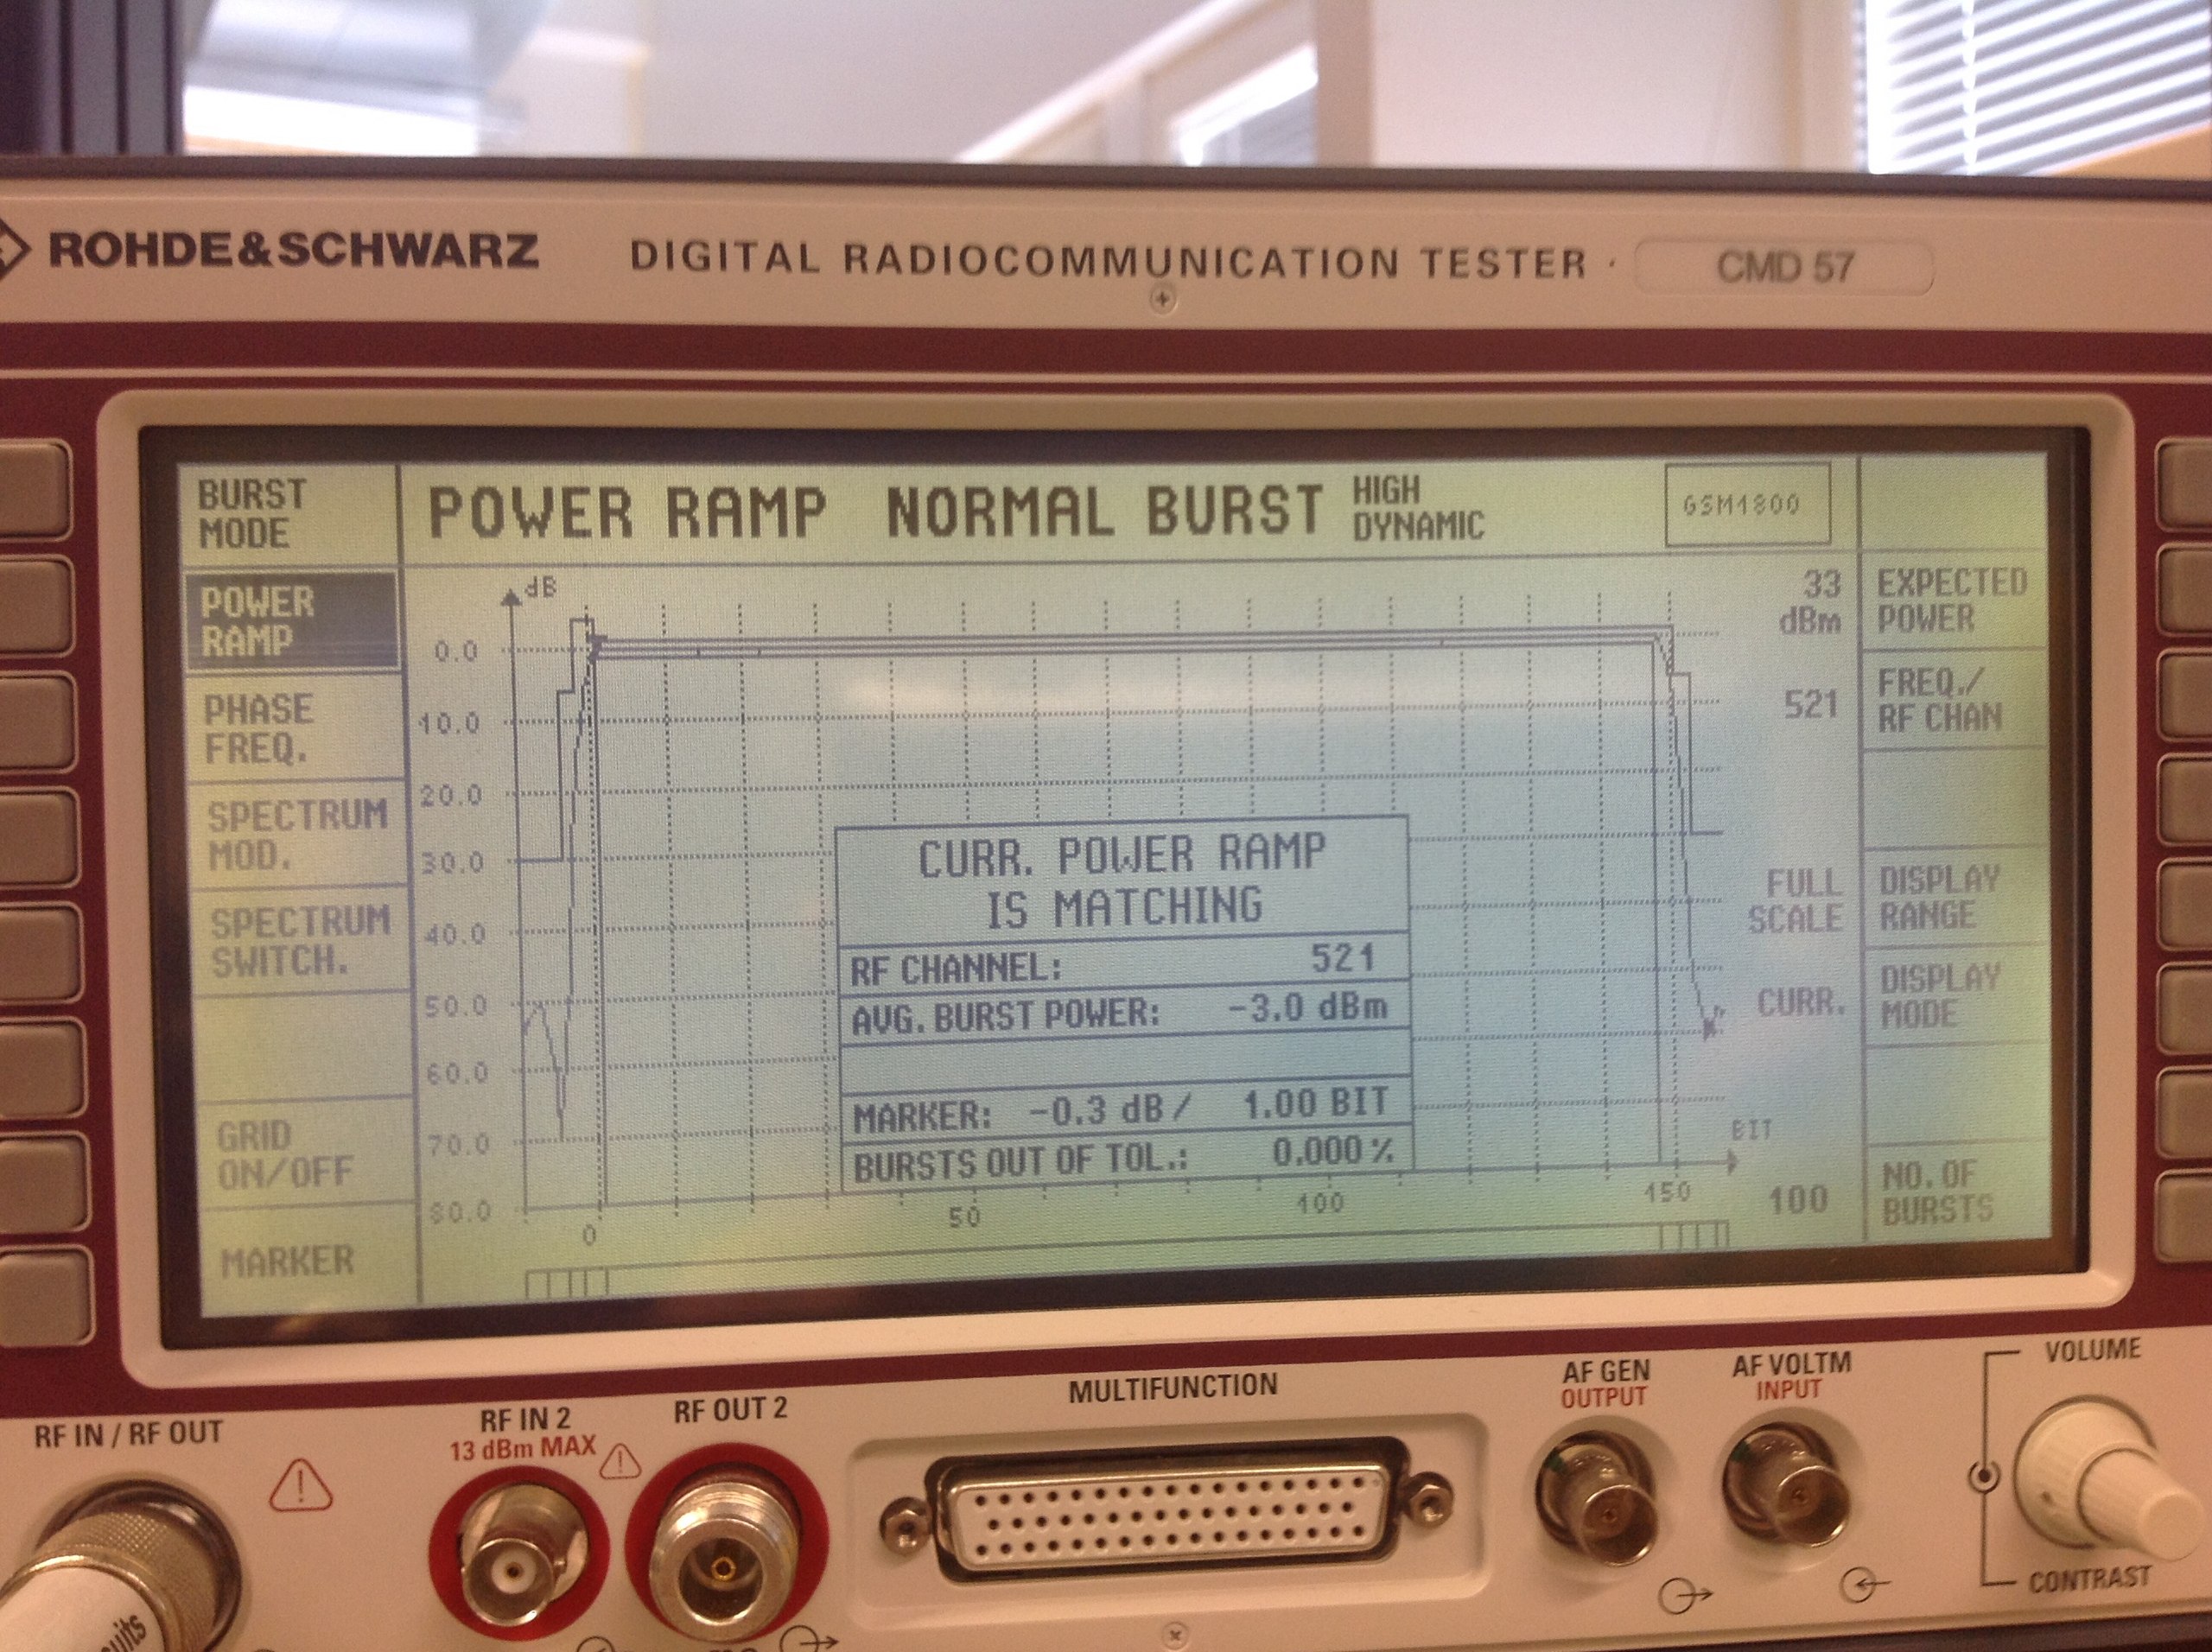 ROHDE&SCHWARZ DIGITAL RADIOCOMMUNICATION TESTER · CMD 57
BURST
MODE
POWER RAMP NORMAL BURST
HIGH
DYNAMIC
GSM1800
POWER
RAMP
PHASE
FREQ.
SPECTRUM
MOD.
SPECTRUM
SWITCH.
GRID
ON/OFF
MARKER
dB
0.0
10.0
20.0
30.0
40.0
50.0
60.0
70.0
80.0
0
50
100
150
BIT
CURR. POWER RAMP
IS MATCHING
RF CHANNEL: 521
AVG. BURST POWER: -3.0 dBm
MARKER: -0.3 dB / 1.00 BIT
BURSTS OUT OF TOL.: 0.000 %
33
dBm
521
FULL
SCALE
CURR.
100
EXPECTED
POWER
FREQ./
RF CHAN
DISPLAY
RANGE
DISPLAY
MODE
NO. OF
BURSTS
RF IN / RF OUT
RF IN 2
13 dBm MAX
RF OUT 2
MULTIFUNCTION
AF GEN
OUTPUT
AF VOLTM
INPUT
VOLUME
CONTRAST